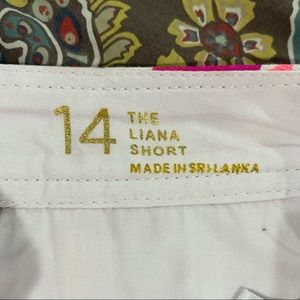 14
THE
LIANA
SHORT
MADE IN SRI LANKA